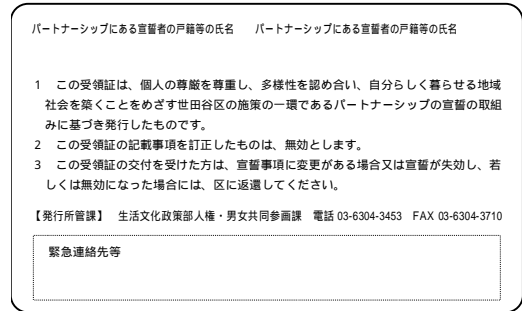 パートナーシップにある宣誓者の戸籍等の氏名　パートナーシップにある宣誓者の戸籍等の氏名
1　この受領証は、個人の尊厳を尊重し、多様性を認め合い、自分らしく暮らせる地域
社会を築くことをめざす世田谷区の施策の一環であるパートナーシップの宣誓の取組
みに基づき発行したものです。
2　この受領証の記載事項を訂正したものは、無効とします。
3　この受領証の交付を受けた方は、宣誓事項に変更がある場合又は宣誓が失効し、若
しくは無効になった場合には、区に返還してください。
【発行所管課】　生活文化政策部人権・男女共同参画課　電話 03-6304-3453　FAX 03-6304-3710
緊急連絡先等